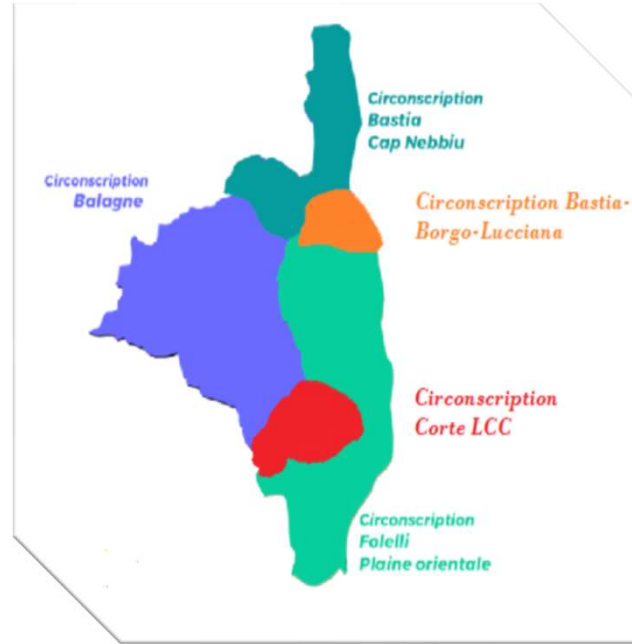 Circonscription
Bastia
Cap Nebbiu
Circonscription
Balagne
Circonscription Bastia-
Borgo-Lucciana
Circonscription
Corte LCC
Circonscription
Folelli
Plaine orientale